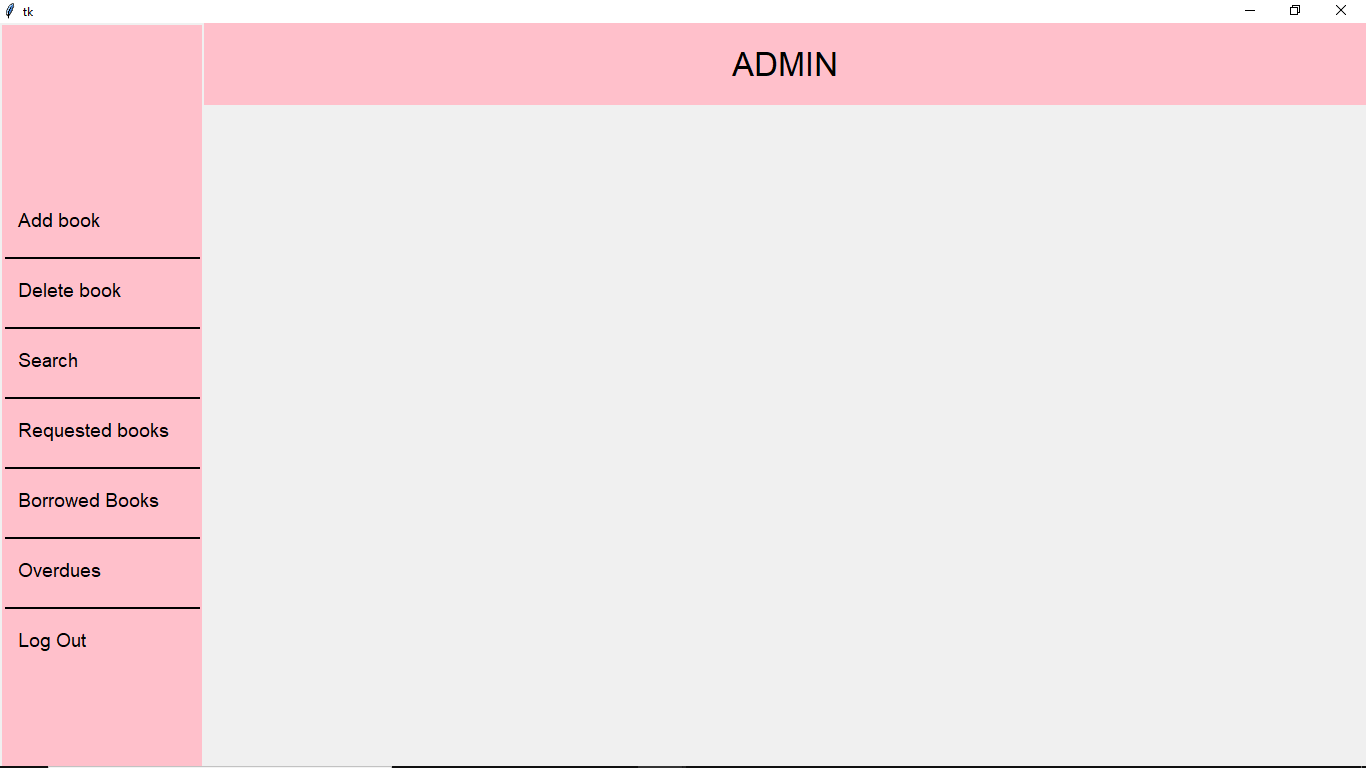 tk
ADMIN
Add book
Delete book
Search
Requested books
Borrowed Books
Overdues
Log Out